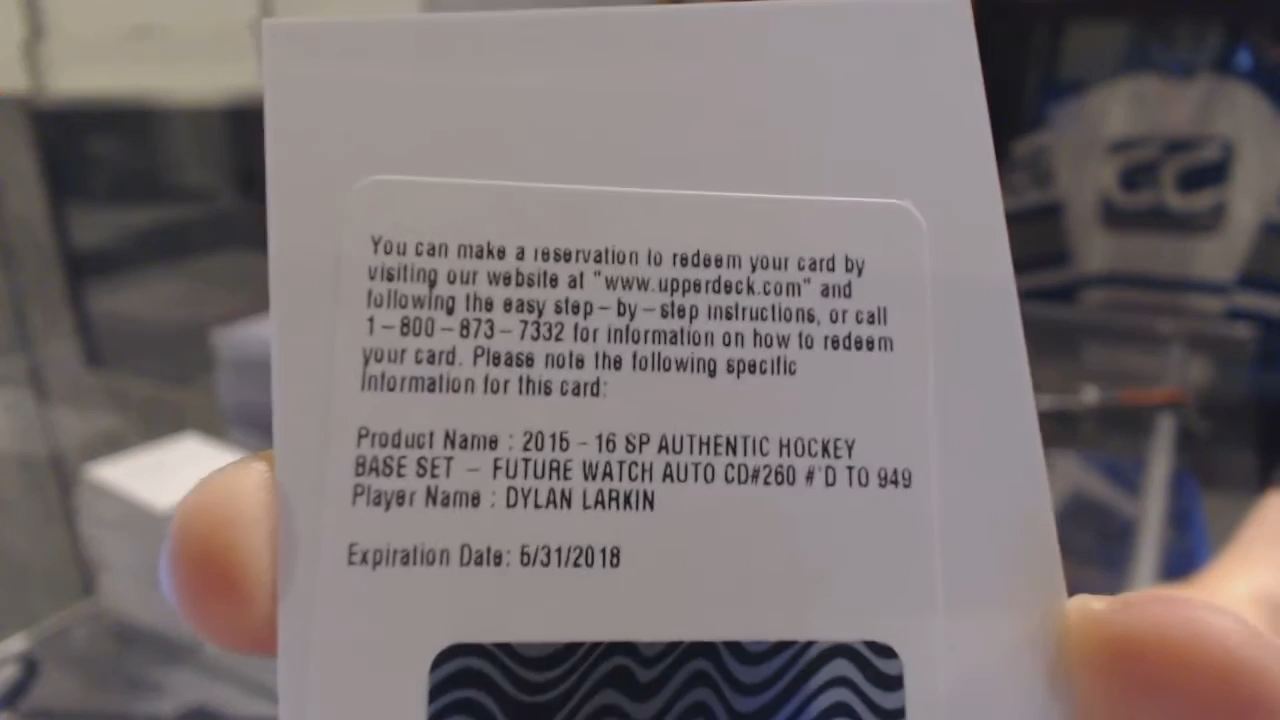 You can make a reservation to redeem your card by
visiting our website at "www.upperdeck.com" and
following the easy step-by-step instructions, or call
1-800-873-7332 for information on how to redeem
your card. Please note the following specific
information for this card:
Product Name : 2015 - 16 SP AUTHENTIC HOCKEY
BASE SET - FUTURE WATCH AUTO CD#260 #'D TO 949
Player Name : DYLAN LARKIN
Expiration Date: 5/31/2018